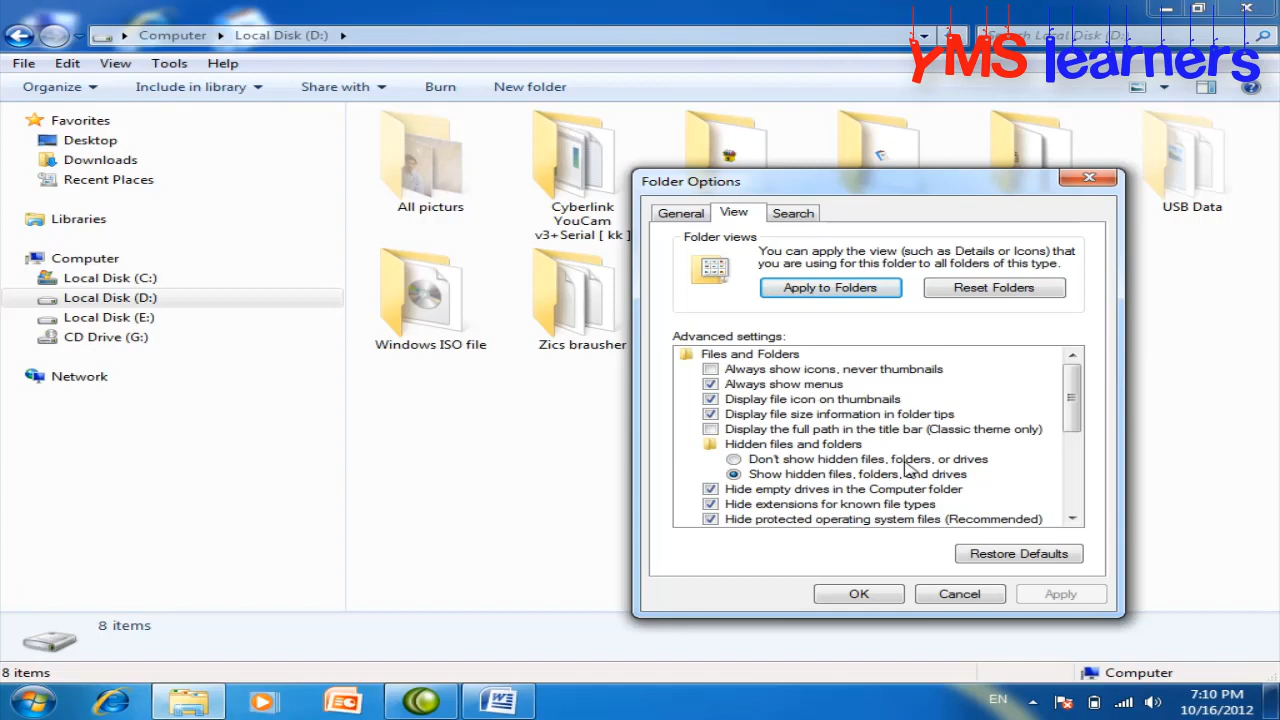 Computer
Local Disk (D:)
Search Local Disk (D:)
YMS learners
File Edit View Tools Help
Organize Include in library Share with Burn New folder
Favorites
Desktop
Downloads
Recent Places
Libraries
Computer
Local Disk (C:)
Local Disk (D:)
Local Disk (E:)
CD Drive (G:)
Network
All picturs
Cyberlink
YouCam
v3+Serial [ kk ]
USB Data
Windows ISO file
Zics brausher
Folder Options
General View Search
Folder views
You can apply the view (such as Details or Icons) that
you are using for this folder to all folders of this type.
Apply to Folders Reset Folders
Advanced settings:
Files and Folders
Always show icons, never thumbnails
Always show menus
Display file icon on thumbnails
Display file size information in folder tips
Display the full path in the title bar (Classic theme only)
Hidden files and folders
Don't show hidden files, folders, or drives
Show hidden files, folders, and drives
Hide empty drives in the Computer folder
Hide extensions for known file types
Hide protected operating system files (Recommended)
Restore Defaults
OK Cancel Apply
8 items
8 items
Computer
EN
7:10 PM
10/16/2012